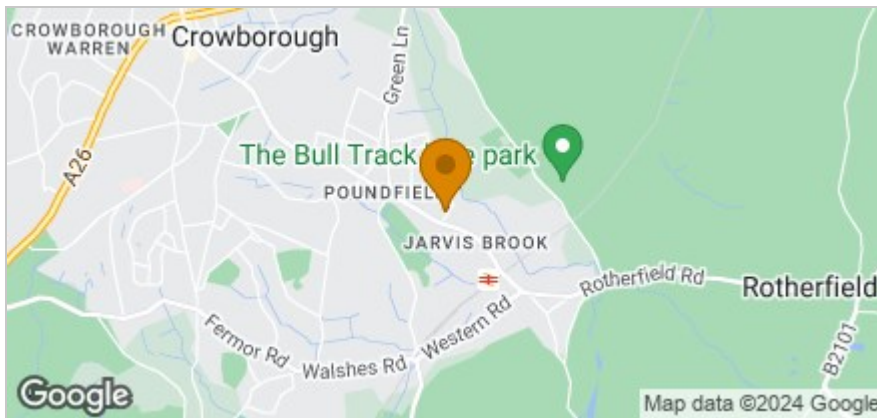 CROWBOROUGH
WARREN
Crowborough
Green Ln
A26
The Bull Track park
POUNDFIEL
JARVIS BROOK
Rotherfield Rd
Rotherfield
Western Rd
Fermor Rd
Walshes Rd
B2101
Google
Map data ©2024 Google